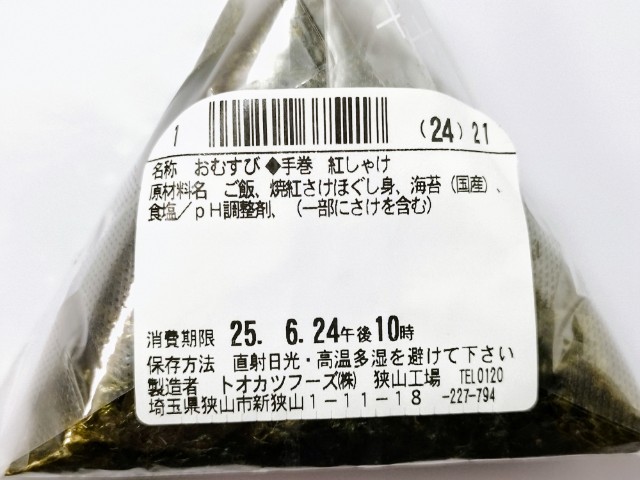 1 (24) 21
名称 おむすび◆手巻 紅しゃけ
原材料名 ご飯、焼紅さけほぐし身、海苔(国産)、
食塩/pH調整剤、(一部にさけを含む)
消費期限 25. 6.24午後10時
保存方法 直射日光・高温多湿を避けて下さい
製造者 トオカツフーズ㈱ 狭山工場 TEL0120
埼玉県狭山市新狭山1-11-18 -227-794